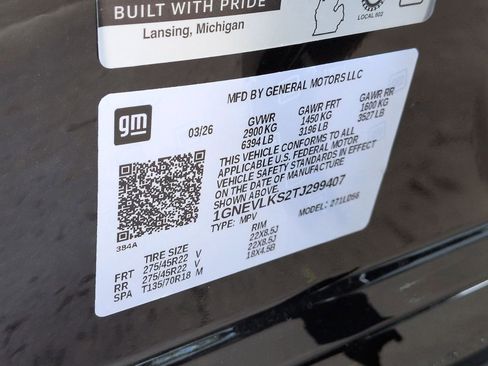 BUILT WITH PRIDE
Lansing, Michigan
LOCAL 602
MFD BY GENERAL MOTORS LLC
gm
03/26
GVWR GAWR FRT GAWR RR
2900 KG 1450 KG 1600 KG
6394 LB 3196 LB 3527 LB
THIS VEHICLE CONFORMS TO ALL
APPLICABLE U.S. FEDERAL MOTOR
VEHICLE SAFETY STANDARDS IN EFFECT
ON THE DATE OF MANUFACTURE
SHOWN ABOVE.
1GNEVLKS2TJ299407
TYPE: MPV MODEL: 271LD56
384A
TIRE SIZE RIM
FRT 275/45R22 V 22X8.5J
RR 275/45R22 V 22X8.5J
SPA T135/70R18 M 18X4.5B